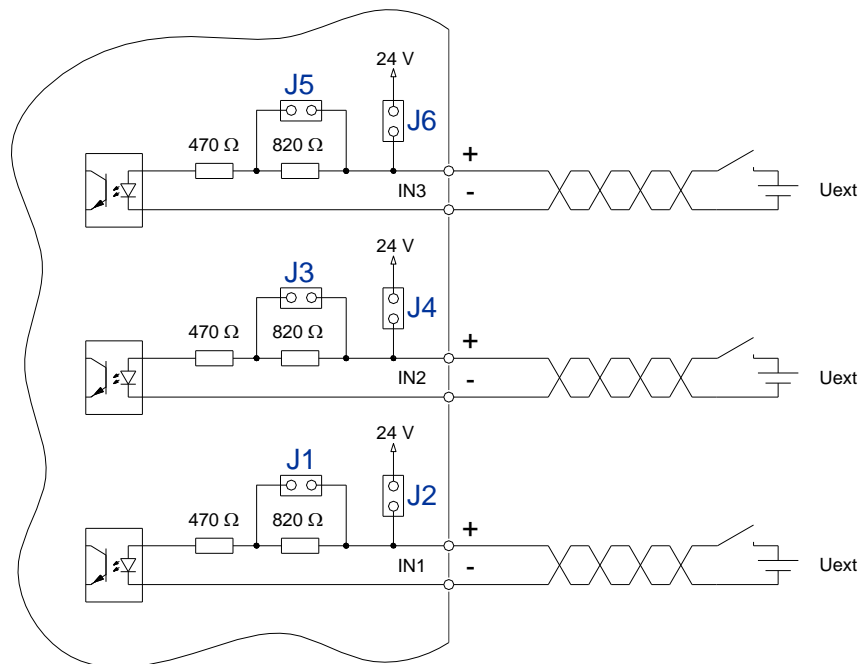 24 V
J5
J6
470 Ω
820 Ω
+
IN3
-
Uext
24 V
J3
J4
470 Ω
820 Ω
+
IN2
-
Uext
24 V
J1
J2
470 Ω
820 Ω
+
IN1
-
Uext